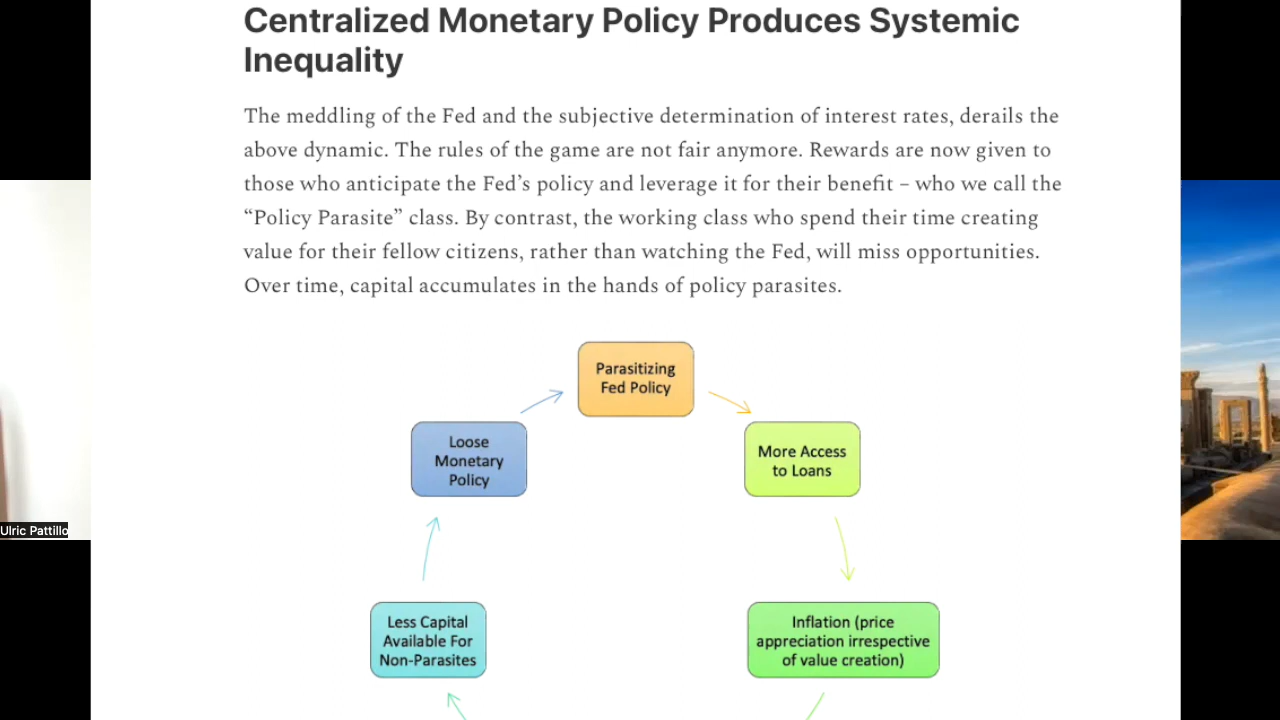 Centralized Monetary Policy Produces Systemic
Inequality
The meddling of the Fed and the subjective determination of interest rates, derails the
above dynamic. The rules of the game are not fair anymore. Rewards are now given to
those who anticipate the Fed’s policy and leverage it for their benefit – who we call the
“Policy Parasite” class. By contrast, the working class who spend their time creating
value for their fellow citizens, rather than watching the Fed, will miss opportunities.
Over time, capital accumulates in the hands of policy parasites.
Parasitizing
Fed Policy
Loose
Monetary
Policy
More Access
to Loans
Less Capital
Available For
Non-Parasites
Inflation (price
appreciation irrespective
of value creation)
Ulric Pattillo